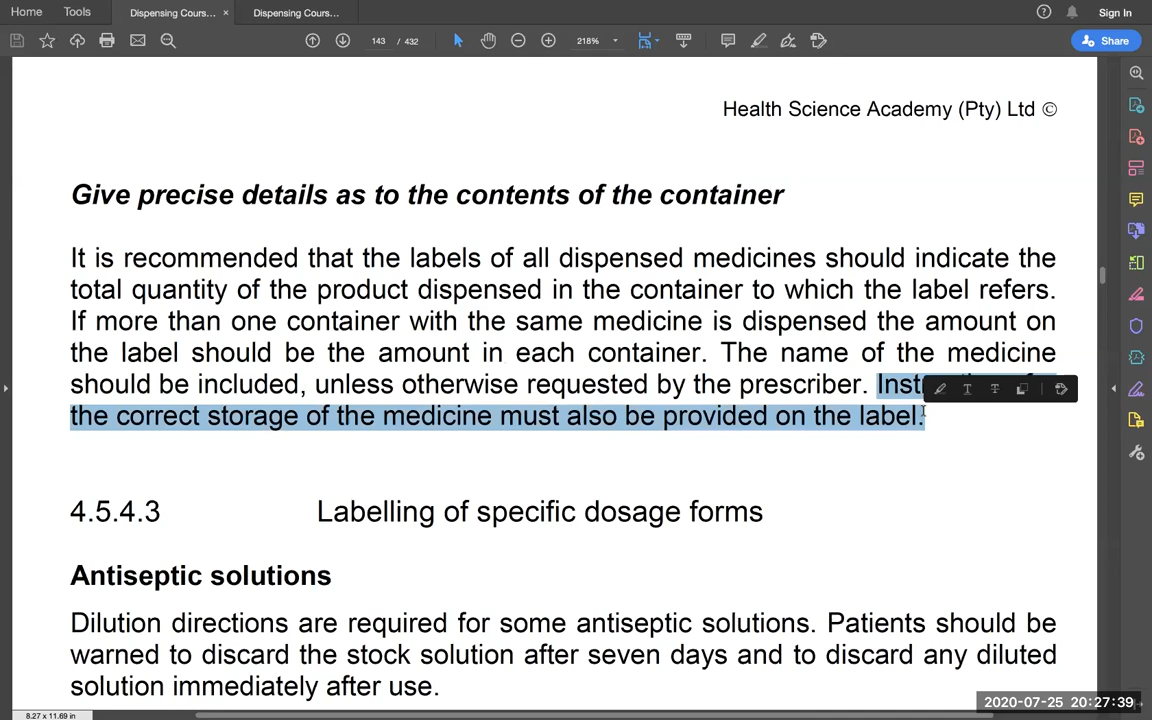 Home Tools Dispensing Cours... × Dispensing Cours... Sign In
143 / 432 218% Share
Health Science Academy (Pty) Ltd ©
Give precise details as to the contents of the container
It is recommended that the labels of all dispensed medicines should indicate the
total quantity of the product dispensed in the container to which the label refers.
If more than one container with the same medicine is dispensed the amount on
the label should be the amount in each container. The name of the medicine
should be included, unless otherwise requested by the prescriber.
the correct storage of the medicine must also be provided on the label.
4.5.4.3 Labelling of specific dosage forms
Antiseptic solutions
Dilution directions are required for some antiseptic solutions. Patients should be
warned to discard the stock solution after seven days and to discard any diluted
solution immediately after use.
2020-07-25 20:27:39
8.27 x 11.69 in